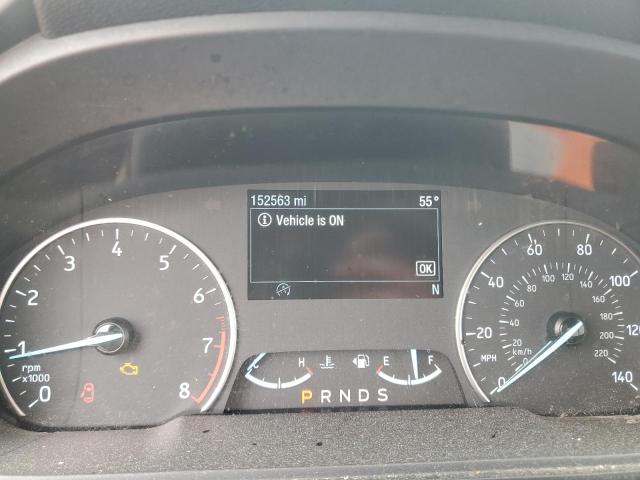 152563 mi 55°
Vehicle is ON
OK
N
0 1 2 3 4 5 6 7 8
rpm
x1000
C H E F
P R N D S
0 20 40 60 80 100 120 140
MPH
0 20 40 60 80 100 120 140 160 200 220
km/h